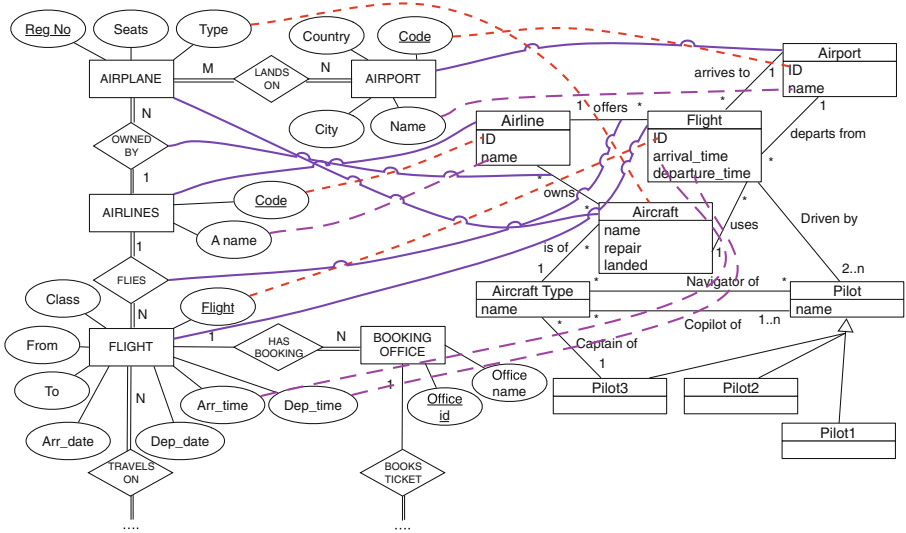 Reg No
Seats
Type
Country
Code
AIRPLANE
M
LANDS
ON
N
AIRPORT
City
Name
N
OWNED
BY
1
AIRLINES
Code
A name
1
FLIES
N
Class
Flight
From
FLIGHT
1
HAS
BOOKING
N
BOOKING
OFFICE
To
Arr_time
Dep_time
Office
id
Office
name
Arr_date
Dep_date
N
1
TRAVELS
ON
BOOKS
TICKET
....
....
Airport
ID
name
arrives to
1
*
1
departs from
*
Airline
ID
name
1
offers
*
Flight
ID
arrival_time
departure_time
*
owns
*
Aircraft
name
repair
landed
*
uses
1
is of
*
1
Driven by
2..n
Aircraft Type
name
*
Navigator of
*
Pilot
name
*
Copilot of
1..n
*
Captain of
1
Pilot3
Pilot2
Pilot1